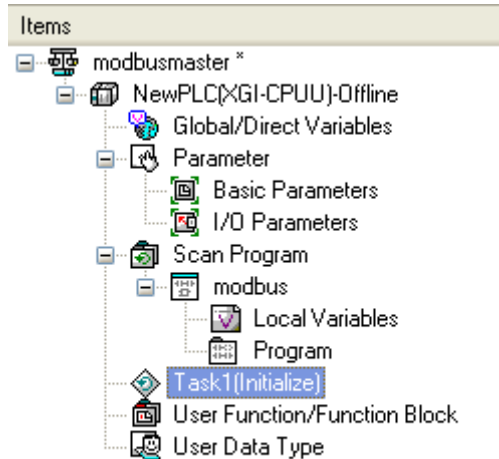 Items
modbusmaster *
NewPLC(XGI-CPUU)-Offline
Global/Direct Variables
Parameter
Basic Parameters
I/O Parameters
Scan Program
modbus
Local Variables
Program
Task1(Initialize)
User Function/Function Block
User Data Type